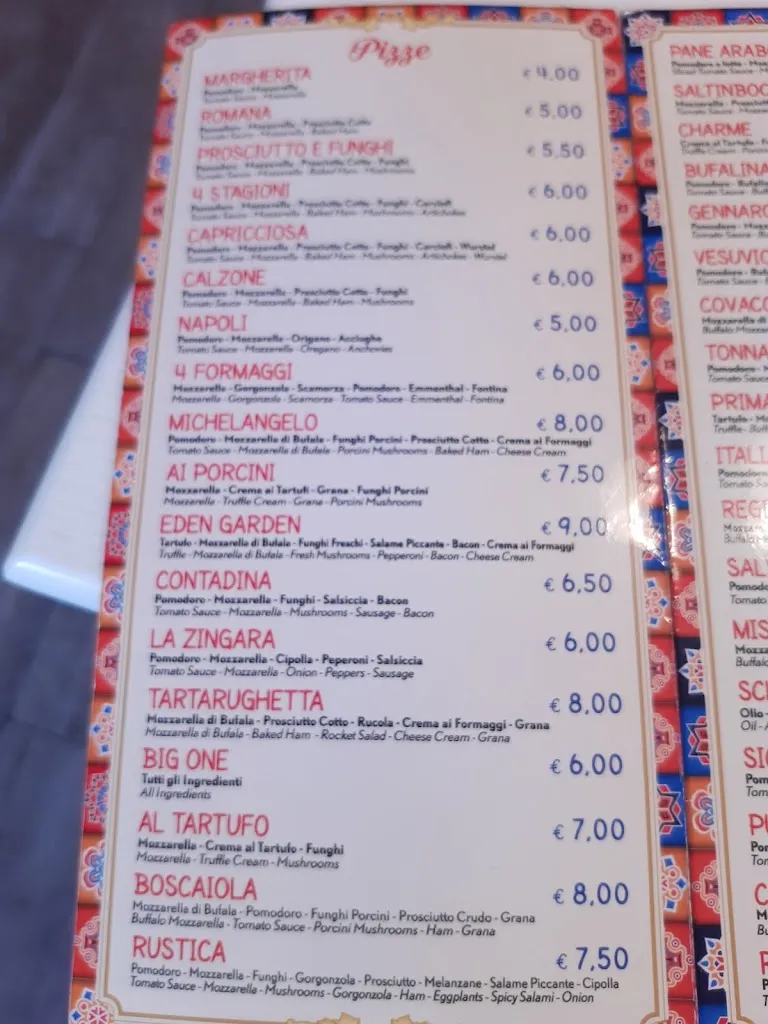 Pizze
MARGHERITA € 4,00
Pomodoro - Mozzarella
Tomato Sauce - Mozzarella
ROMANA € 5,00
Pomodoro - Mozzarella - Prosciutto Cotto
Tomato Sauce - Mozzarella - Baked Ham
PROSCIUTTO E FUNGHI € 5,50
Pomodoro - Mozzarella - Prosciutto Cotto - Funghi
Tomato Sauce - Mozzarella - Baked Ham - Mushrooms
4 STAGIONI € 6,00
Pomodoro - Mozzarella - Prosciutto Cotto - Funghi - Carciofi
Tomato Sauce - Mozzarella - Baked Ham - Mushrooms - Artichokes
CAPRICCIOSA € 6,00
Pomodoro - Mozzarella - Prosciutto Cotto - Funghi - Carciofi - Wurstel
Tomato Sauce - Mozzarella - Baked Ham - Mushrooms - Artichokes - Wurstel
CALZONE € 6,00
Pomodoro - Mozzarella - Prosciutto Cotto - Funghi
Tomato Sauce - Mozzarella - Baked Ham - Mushrooms
NAPOLI € 5,00
Pomodoro - Mozzarella - Origano - Acciughe
Tomato Sauce - Mozzarella - Oregano - Anchovies
4 FORMAGGI € 6,00
Mozzarella - Gorgonzola - Scamorza - Pomodoro - Emmenthal - Fontina
Mozzarella - Gorgonzola - Scamorza - Tomato Sauce - Emmenthal - Fontina
MICHELANGELO € 8,00
Pomodoro - Mozzarella di Bufala - Funghi Porcini - Prosciutto Cotto - Crema ai Formaggi
Tomato Sauce - Mozzarella di Bufala - Porcini Mushrooms - Baked Ham - Cheese Cream
AI PORCINI € 7,50
Mozzarella - Crema ai Tartufi - Grana - Funghi Porcini
Mozzarella - Truffle Cream - Grana - Porcini Mushrooms
EDEN GARDEN € 9,00
Tartufo - Mozzarella di Bufala - Funghi Freschi - Salame Piccante - Bacon - Crema ai Formaggi
Truffle - Mozzarella di Bufala - Fresh Mushrooms - Pepperoni - Bacon - Cheese Cream
CONTADINA € 6,50
Pomodoro - Mozzarella - Funghi - Salsiccia - Bacon
Tomato Sauce - Mozzarella - Mushrooms - Sausage - Bacon
LA ZINGARA € 6,00
Pomodoro - Mozzarella - Cipolla - Peperoni - Salsiccia
Tomato Sauce - Mozzarella - Onion - Peppers - Sausage
TARTARUGHETTA € 8,00
Mozzarella di Bufala - Prosciutto Cotto - Rucola - Crema ai Formaggi - Grana
Mozzarella di Bufala - Baked Ham - Rocket Salad - Cheese Cream - Grana
BIG ONE € 6,00
Tutti gli Ingredienti
All Ingredients
AL TARTUFO € 7,00
Mozzarella - Crema al Tartufo - Funghi
Mozzarella - Truffle Cream - Mushrooms
BOSCAIOLA € 8,00
Mozzarella di Bufala - Pomodoro - Funghi Porcini - Prosciutto Crudo - Grana
Buffalo Mozzarella - Tomato Sauce - Porcini Mushrooms - Ham - Grana
RUSTICA € 7,50
Pomodoro - Mozzarella - Funghi - Gorgonzola - Prosciutto - Melanzane - Salame Piccante - Cipolla
Tomato Sauce - Mozzarella - Mushrooms - Gorgonzola - Ham - Eggplants - Spicy Salami - Onion
PANE ARAB
SALTINBOC
CHARME
BUFALINA
GENNARO
VESUVIO
COVACC
TONNA
PRIMA
ITALI
REGI
SAL
MIS
SC
Olio -
Oil -
SI
Pom
Tom